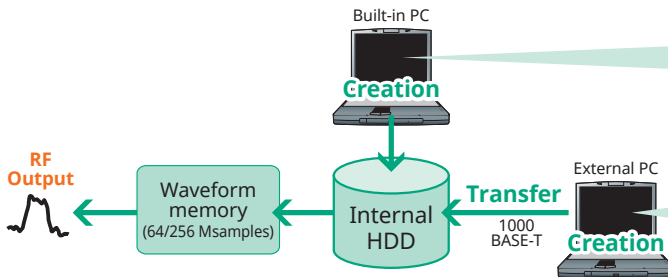 Built-in PC
Creation
RF
Output
Waveform
memory
(64/256 Msamples)
Internal
HDD
Transfer
1000
BASE-T
External PC
Creation